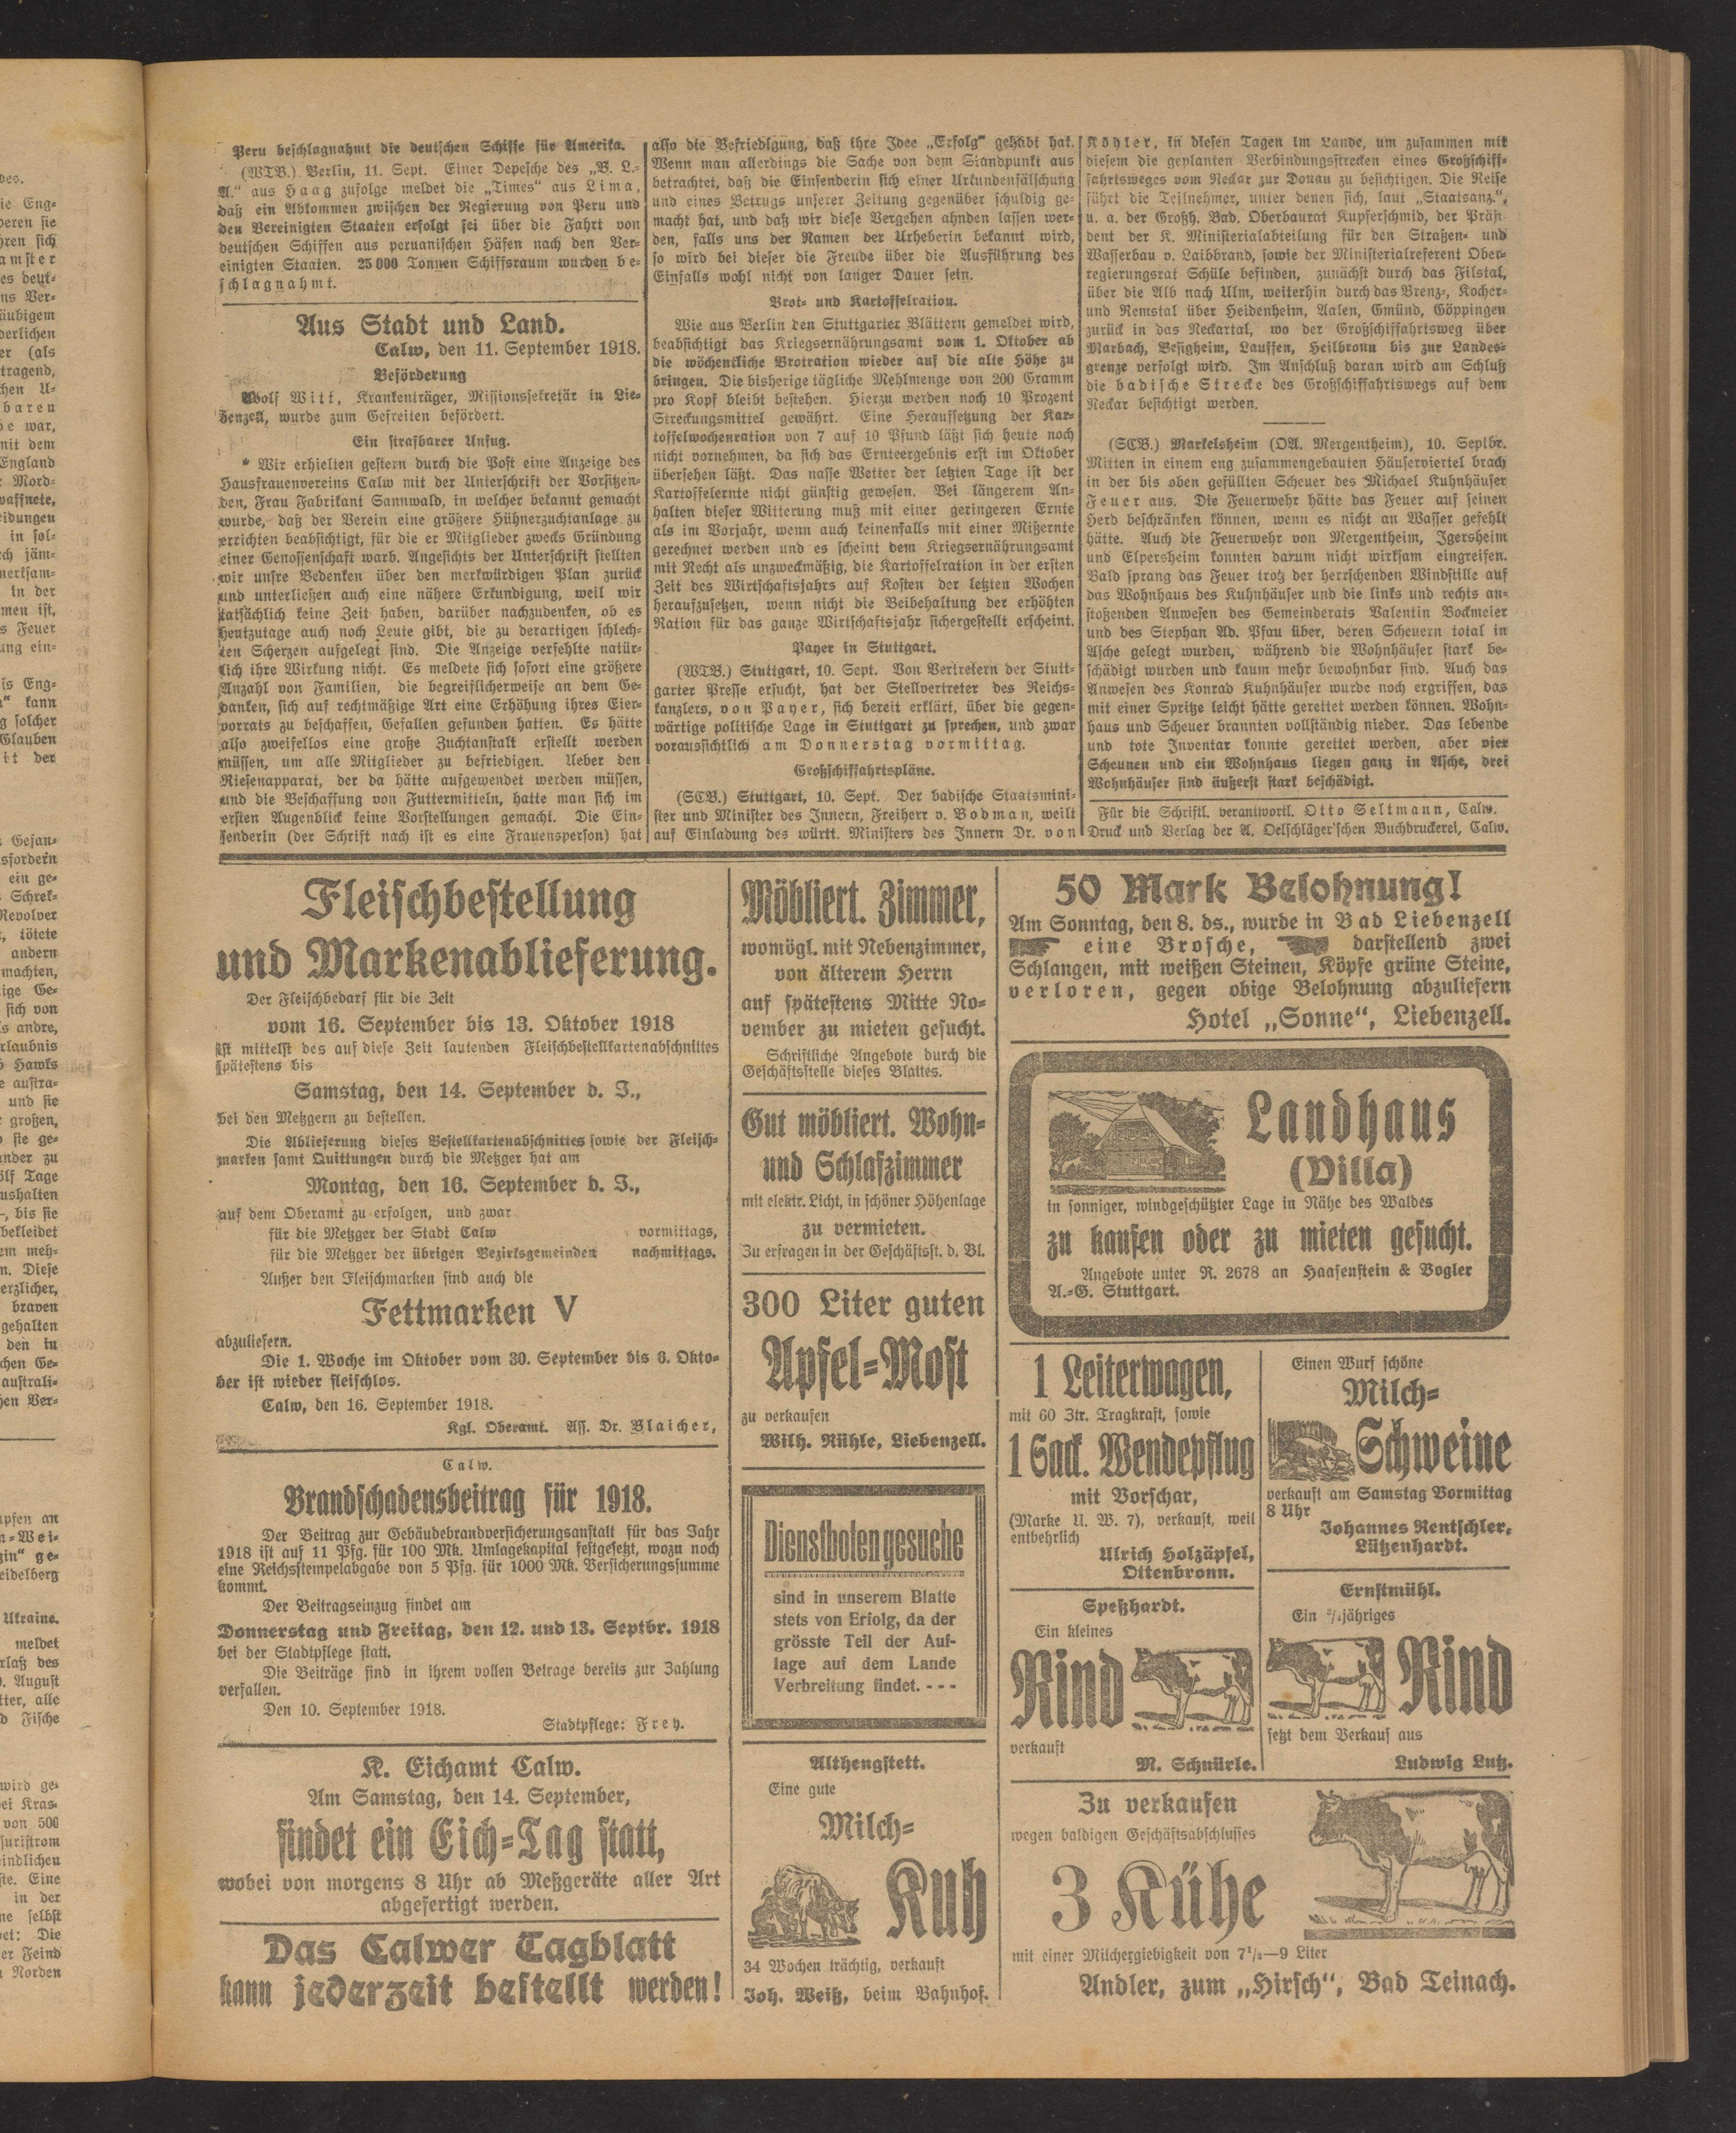 Peru beschlagnahmt die deutschen Schiffe für Amerika.
(WTB.) Berlin, 11. Sept. Einer Depesche des „B. L.-
A.“ aus Haag zufolge meldet die „Times“ aus Lima,
daß ein Abkommen zwischen der Regierung von Peru und
den Vereinigten Staaten erfolgt sei über die Fahrt von
deutschen Schiffen aus peruanischen Häfen nach den Ver-
einigten Staaten. 25 000 Tonnen Schiffsraum wurden be-
schlagnahmt.
Aus Stadt und Land.
Calw, den 11. September 1918.
Beförderung
Adolf Witt, Krankenträger, Missionssekretär in Lie-
benzell, wurde zum Gefreiten befördert.
Ein strafbarer Unfug.
* Wir erhielten gestern durch die Post eine Anzeige des
Hausfrauenvereins Calw mit der Unterschrift der Vorsitzen-
den, Frau Fabrikant Sannwald, in welcher bekannt gemacht
wurde, daß der Verein eine größere Hühnerzuchtanlage zu
errichten beabsichtigt, für die er Mitglieder zwecks Gründung
einer Genossenschaft warb. Angesichts der Unterschrift stellten
wir unsre Bedenken über den merkwürdigen Plan zurück
und unterließen auch eine nähere Erkundigung, weil wir
tatsächlich keine Zeit haben, darüber nachzudenken, ob es
heutzutage auch noch Leute gibt, die zu derartigen schlech-
ten Scherzen aufgelegt sind. Die Anzeige verfehlte natür-
lich ihre Wirkung nicht. Es meldete sich sofort eine größere
Anzahl von Familien, die begreiflicherweise an dem Ge-
danken, sich auf rechtmäßige Art eine Erhöhung ihres Eier-
vorrats zu beschaffen, Gefallen gefunden hatten. Es hätte
also zweifellos eine große Zuchtanstalt erstellt werden
müssen, um alle Mitglieder zu befriedigen. Ueber den
Riesenapparat, der da hätte aufgewendet werden müssen,
und die Beschaffung von Futtermitteln, hatte man sich im
ersten Augenblick keine Vorstellungen gemacht. Die Ein-
senderin (der Schrift nach ist es eine Frauensperson) hat
also die Befriedigung, daß ihre Idee „Erfolg“ gehabt hat.
Wenn man allerdings die Sache von dem Standpunkt aus
betrachtet, daß die Einsenderin sich einer Urkundenfälschung
und eines Betrugs unserer Zeitung gegenüber schuldig ge-
macht hat, und daß wir diese Vergehen ahnden lassen wer-
den, falls uns der Namen der Urheberin bekannt wird,
so wird bei dieser die Freude über die Ausführung des
Einfalls wohl nicht von langer Dauer sein.
Brot- und Kartoffelration.
Wie aus Berlin den Stuttgarter Blättern gemeldet wird,
beabsichtigt das Kriegsernährungsamt vom 1. Oktober ab
die wöchentliche Brotration wieder auf die alte Höhe zu
bringen. Die bisherige tägliche Mehlmenge von 200 Gramm
pro Kopf bleibt bestehen. Hierzu werden noch 10 Prozent
Streckungsmittel gewährt. Eine Heraufsetzung der Kar-
toffelwochenration von 7 auf 10 Pfund läßt sich heute noch
nicht vornehmen, da sich das Ernteergebnis erst im Oktober
übersehen läßt. Das nasse Wetter der letzten Tage ist der
Kartoffelernte nicht günstig gewesen. Bei längerem An-
halten dieser Witterung muß mit einer geringeren Ernte
als im Vorjahr, wenn auch keinenfalls mit einer Mißernte
gerechnet werden und es scheint dem Kriegsernährungsamt
mit Recht als unzweckmäßig, die Kartoffelration in der ersten
Zeit des Wirtschaftsjahrs auf Kosten der letzten Wochen
heraufzusetzen, wenn nicht die Beibehaltung der erhöhten
Ration für das ganze Wirtschaftsjahr sichergestellt erscheint.
Payer in Stuttgart.
(WTB.) Stuttgart, 10. Sept. Von Vertretern der Stutt-
garter Presse ersucht, hat der Stellvertreter des Reichs-
kanzlers, von Payer, sich bereit erklärt, über die gegen-
wärtige politische Lage in Stuttgart zu sprechen, und zwar
voraussichtlich am Donnerstag vormittag.
Großschiffahrtspläne.
(SCB.) Stuttgart, 10. Sept. Der badische Staatsmini-
ster und Minister des Innern, Freiherr v. Bodman, weilt
auf Einladung des württ. Ministers des Innern Dr. von
Köhler, in diesen Tagen im Lande, um zusammen mit
diesem die geplanten Verbindungsstrecken eines Großschiff-
fahrtsweges vom Neckar zur Donau zu besichtigen. Die Reise
führt die Teilnehmer, unter denen sich, laut „Staatsanz.“,
u. a. der Großh. Bad. Oberbaurat Kupferschmid, der Präsi-
dent der K. Ministerialabteilung für den Straßen- und
Wasserbau v. Laibbrand, sowie der Ministerialreferent Ober-
regierungsrat Schüle befinden, zunächst durch das Filstal,
über die Alb nach Ulm, weiterhin durch das Brenz-, Kocher-
und Remstal über Heidenheim, Aalen, Gmünd, Göppingen
zurück in das Neckartal, wo der Großschiffahrtsweg über
Marbach, Besigheim, Lauffen, Heilbronn bis zur Landes-
grenze verfolgt wird. Im Anschluß daran wird am Schluß
die badische Strecke des Großschiffahrtswegs auf dem
Neckar besichtigt werden.
(SCB.) Markelsheim (OA. Mergentheim), 10. Septbr.
Mitten in einem eng zusammengebauten Häuserviertel brach
in der bis oben gefüllten Scheuer des Michael Kuhnhäuser
Feuer aus. Die Feuerwehr hätte das Feuer auf seinen
Herd beschränken können, wenn es nicht an Wasser gefehlt
hätte. Auch die Feuerwehr von Mergentheim, Igersheim
und Elpersheim konnten darum nicht wirksam eingreifen.
Bald sprang das Feuer trotz der herrschenden Windstille auf
das Wohnhaus des Kuhnhäuser und die links und rechts an-
stoßenden Anwesen des Gemeinderats Valentin Bockmeier
und des Stephan Ad. Pfau über, deren Scheuern total in
Asche gelegt wurden, während die Wohnhäuser stark be-
schädigt wurden und kaum mehr bewohnbar sind. Auch das
Anwesen des Konrad Kuhnhäuser wurde noch ergriffen, das
mit einer Spritze leicht hätte gerettet werden können. Wohn-
haus und Scheuer brannten vollständig nieder. Das lebende
und tote Inventar konnte gerettet werden, aber vier
Scheunen und ein Wohnhaus liegen ganz in Asche, drei
Wohnhäuser sind äußerst stark beschädigt.
Für die Schriftl. verantwortl. Otto Seltmann, Calw.
Druck und Verlag der A. Oelschläger'schen Buchdruckerei, Calw.
Fleischbestellung
und Markenablieferung.
Der Fleischbedarf für die Zeit
vom 16. September bis 13. Oktober 1918
ist mittelst des auf diese Zeit lautenden Fleischbestellkartenabschnittes
spätestens bis
Samstag, den 14. September d. J.,
bei den Metzgern zu bestellen.
Die Ablieferung dieses Bestellkartenabschnittes sowie der Fleisch-
marken samt Quittungen durch die Metzger hat am
Montag, den 16. September d. J.,
auf dem Oberamt zu erfolgen, und zwar
für die Metzger der Stadt Calw vormittags,
für die Metzger der übrigen Bezirksgemeinden nachmittags.
Außer den Fleischmarken sind auch die
Fettmarken V
abzuliefern.
Die 1. Woche im Oktober vom 30. September bis 6. Okto-
ber ist wieder fleischlos.
Calw, den 16. September 1918.
Kgl. Oberamt. Ass. Dr. Blaicher,
Calw.
Brandschadensbeitrag für 1918.
Der Beitrag zur Gebäudebrandversicherungsanstalt für das Jahr
1918 ist auf 11 Pfg. für 100 Mk. Umlagekapital festgesetzt, wozu noch
eine Reichsstempelabgabe von 5 Pfg. für 1000 Mk. Versicherungssumme
kommt.
Der Beitragseinzug findet am
Donnerstag und Freitag, den 12. und 13. Septbr. 1918
bei der Stadtpflege statt.
Die Beiträge sind in ihrem vollen Betrage bereits zur Zahlung
verfallen.
Den 10. September 1918.
Stadtpflege: Frey.
K. Eichamt Calw.
Am Samstag, den 14. September,
findet ein Eich-Tag statt,
wobei von morgens 8 Uhr ab Meßgeräte aller Art
abgefertigt werden.
Das Calwer Tagblatt
kann jederzeit bestellt werden!
Möbliert. Zimmer,
womögl. mit Nebenzimmer,
von älterem Herrn
auf spätestens Mitte No-
vember zu mieten gesucht.
Schriftliche Angebote durch die
Geschäftsstelle dieses Blattes.
Gut möbliert. Wohn-
und Schlafzimmer
mit elektr. Licht, in schöner Höhenlage
zu vermieten.
Zu erfragen in der Geschäftsst. d. Bl.
300 Liter guten
Apfel-Most
zu verkaufen
Wilh. Rühle, Liebenzell.
Dienstbotengesuche
sind in unserem Blatte
stets von Erfolg, da der
grösste Teil der Auf-
lage auf dem Lande
Verbreitung findet. - - -
Althengstett.
Eine gute
Milch-
Kuh
34 Wochen trächtig, verkauft
Joh. Weiß, beim Bahnhof.
50 Mark Belohnung!
Am Sonntag, den 8. ds., wurde in Bad Liebenzell
eine Brosche, darstellend zwei
Schlangen, mit weißen Steinen, Köpfe grüne Steine,
verloren, gegen obige Belohnung abzuliefern
Hotel „Sonne“, Liebenzell.
Landhaus
(Villa)
in sonniger, windgeschützter Lage in Nähe des Waldes
zu kaufen oder zu mieten gesucht.
Angebote unter R. 2678 an Haasenstein & Vogler
A.-G. Stuttgart.
1 Leiterwagen,
mit 60 Ztr. Tragkraft, sowie
1 Sack. Wendepflug
mit Vorschar,
(Marke U. W. 7), verkauft, weil
entbehrlich
Ulrich Holzäpfel,
Ottenbronn.
Einen Wurf schöne
Milch-
Schweine
verkauft am Samstag Vormittag
8 Uhr
Johannes Rentschler,
Lützenhardt.
Speßhardt.
Ein kleines
Rind
verkauft
M. Schnürle.
Ernstmühl.
Ein ³/₄jähriges
Rind
setzt dem Verkauf aus
Ludwig Lutz.
Zu verkaufen
wegen baldigen Geschäftsabschlusses
3 Kühe
mit einer Milchergiebigkeit von 7¹/₂—9 Liter
Andler, zum „Hirsch“, Bad Teinach.